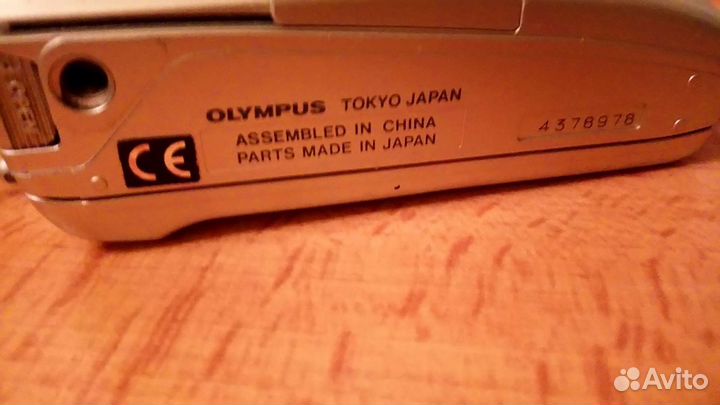 OLYMPUS TOKYO JAPAN
ASSEMBLED IN CHINA
PARTS MADE IN JAPAN
CE
4378978
Avito